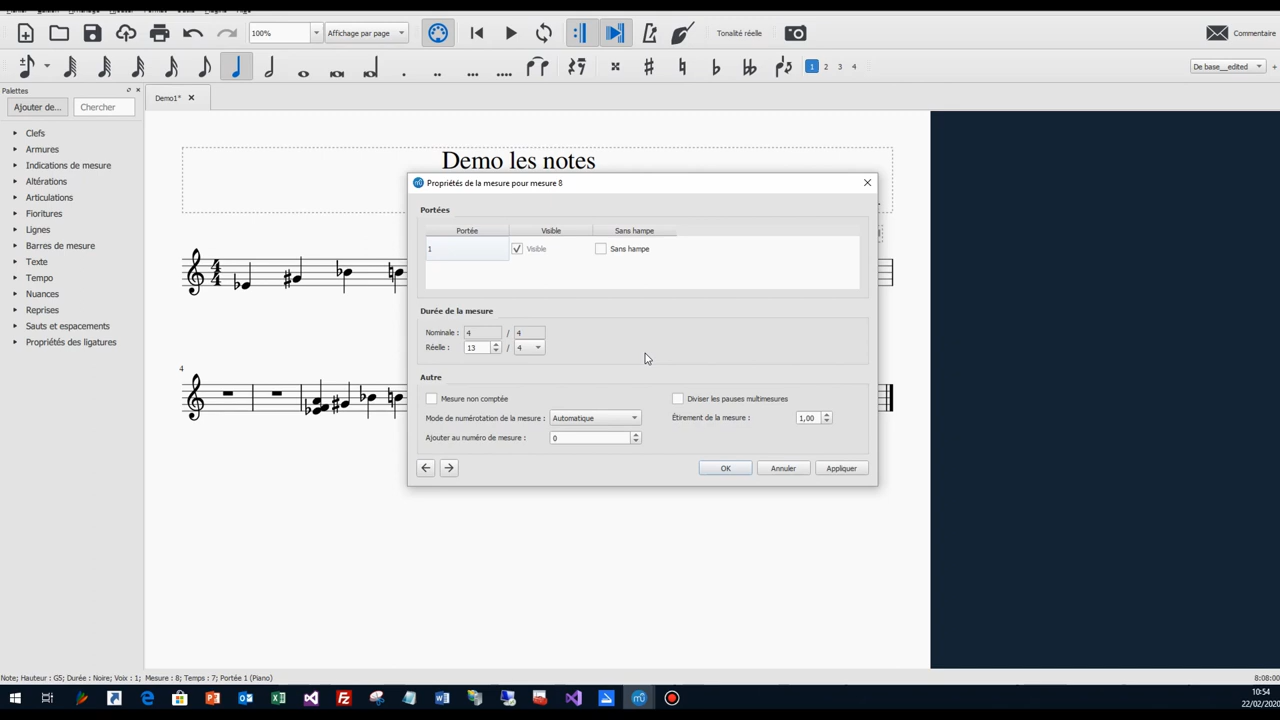 100%
Affichage par page
Tonalité réelle
Commentaire
1 2 3 4
De base__edited
Palettes
Demo1*
Ajouter de...
Chercher
Clefs
Armures
Indications de mesure
Altérations
Articulations
Fioritures
Lignes
Barres de mesure
Texte
Tempo
Nuances
Reprises
Sauts et espacements
Propriétés des ligatures
Demo les notes
4
Propriétés de la mesure pour mesure 8
Portées
Portée Visible Sans hampe
1 Visible Sans hampe
Durée de la mesure
Nominale : 4 / 4
Réelle : 13 / 4
Autre
Mesure non comptée
Diviser les pauses multimesures
Mode de numérotation de la mesure : Automatique
Étirement de la mesure : 1,00
Ajouter au numéro de mesure : 0
OK Annuler Appliquer
Note; Hauteur : G5; Durée : Noire; Voix : 1; Mesure : 8; Temps : 7; Portée 1 (Piano)
8:08:00
10:54
22/02/2020